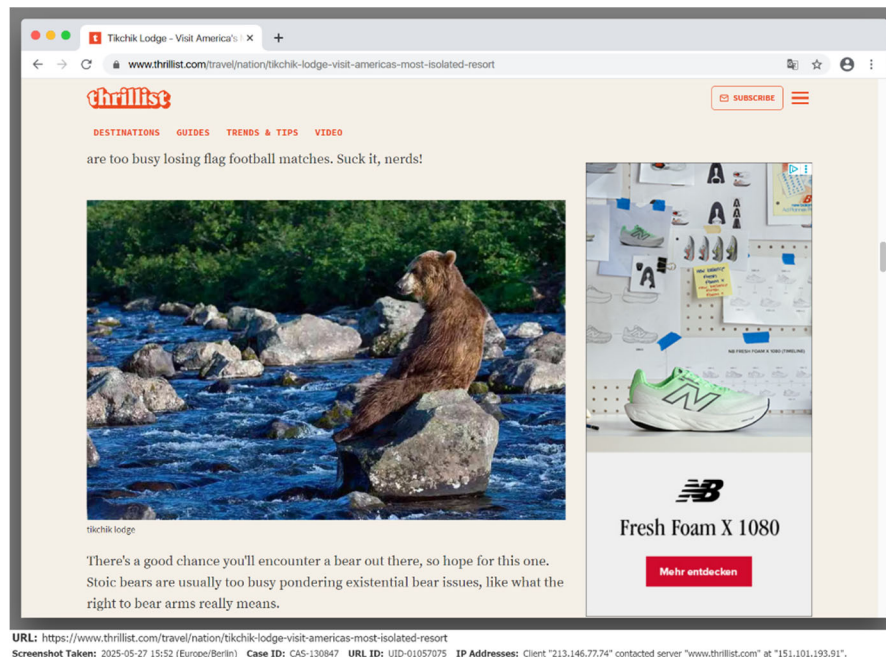 Tikchik Lodge - Visit America's
www.thrillist.com/travel/nation/tikchik-lodge-visit-americas-most-isolated-resort
thrillist
SUBSCRIBE
DESTINATIONS GUIDES TRENDS & TIPS VIDEO
are too busy losing flag football matches. Suck it, nerds!
tikchik lodge
There's a good chance you'll encounter a bear out there, so hope for this one.
Stoic bears are usually too busy pondering existential bear issues, like what the
right to bear arms really means.
NB FRESH FOAM X 1080 (TIMELINE)
N
NB
Fresh Foam X 1080
Mehr entdecken
URL: https://www.thrillist.com/travel/nation/tikchik-lodge-visit-americas-most-isolated-resort
Screenshot Taken: 2025-05-27 15:52 (Europe/Berlin) Case ID: CAS-130847 URL ID: UID-01057075 IP Addresses: Client "213.146.77.74" contacted server "www.thrillist.com" at "151.101.193.91".